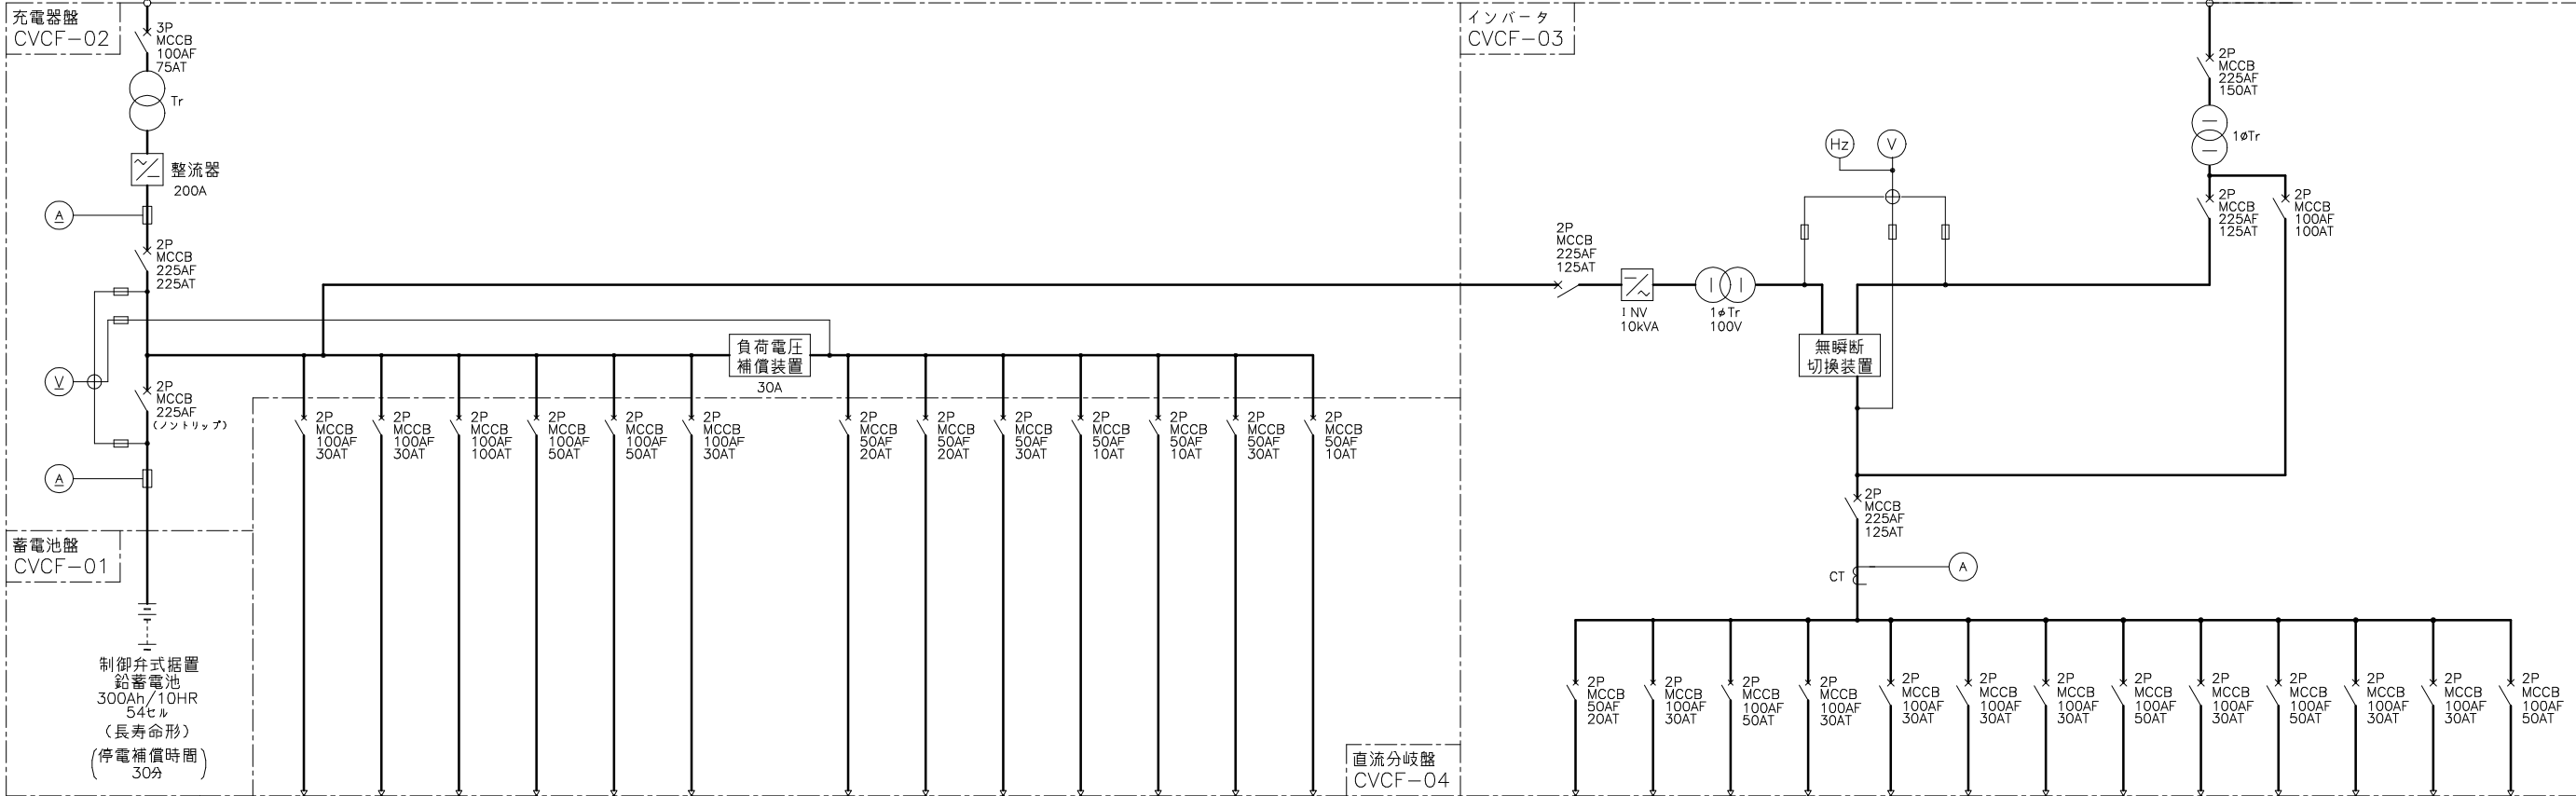 充電器盤
CVCF-02
3P
MCCB
100AF
75AT
Tr
整流器
200A
A
2P
MCCB
225AF
225AT
V
2P
MCCB
225AF
(ノントリップ)
A
蓄電池盤
CVCF-01
制御弁式据置
鉛蓄電池
300Ah/10HR
54セル
(長寿命形)
(停電補償時間
30分)
負荷電圧
補償装置
30A
2P
MCCB
100AF
30AT
2P
MCCB
100AF
30AT
2P
MCCB
100AF
100AT
2P
MCCB
100AF
50AT
2P
MCCB
100AF
50AT
2P
MCCB
100AF
30AT
2P
MCCB
50AF
20AT
2P
MCCB
50AF
20AT
2P
MCCB
50AF
30AT
2P
MCCB
50AF
10AT
2P
MCCB
50AF
10AT
2P
MCCB
50AF
30AT
2P
MCCB
50AF
10AT
直流分岐盤
CVCF-04
インバータ
CVCF-03
2P
MCCB
225AF
150AT
1φTr
Hz
V
2P
MCCB
225AF
125AT
2P
MCCB
100AF
100AT
2P
MCCB
225AF
125AT
INV
10kVA
1φTr
100V
無瞬断
切換装置
2P
MCCB
225AF
125AT
CT
A
2P
MCCB
50AF
20AT
2P
MCCB
100AF
30AT
2P
MCCB
100AF
50AT
2P
MCCB
100AF
30AT
2P
MCCB
100AF
30AT
2P
MCCB
100AF
30AT
2P
MCCB
100AF
30AT
2P
MCCB
100AF
50AT
2P
MCCB
100AF
30AT
2P
MCCB
100AF
50AT
2P
MCCB
100AF
30AT
2P
MCCB
100AF
30AT
2P
MCCB
100AF
50AT